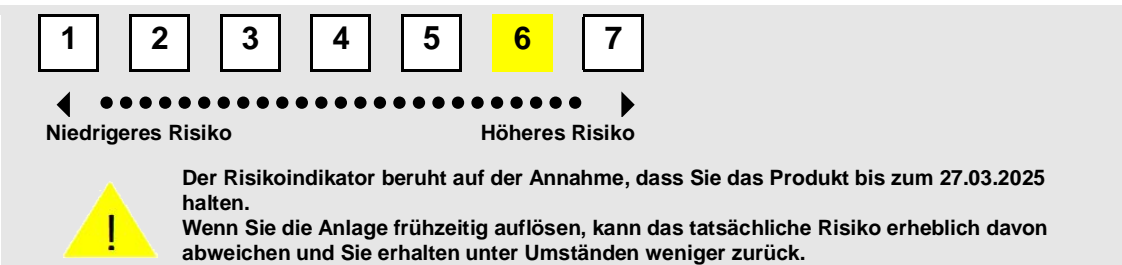 1 2 3 4 5 6 7
Niedrigeres Risiko Höheres Risiko
!
Der Risikoindikator beruht auf der Annahme, dass Sie das Produkt bis zum 27.03.2025
halten.
Wenn Sie die Anlage frühzeitig auflösen, kann das tatsächliche Risiko erheblich davon
abweichen und Sie erhalten unter Umständen weniger zurück.